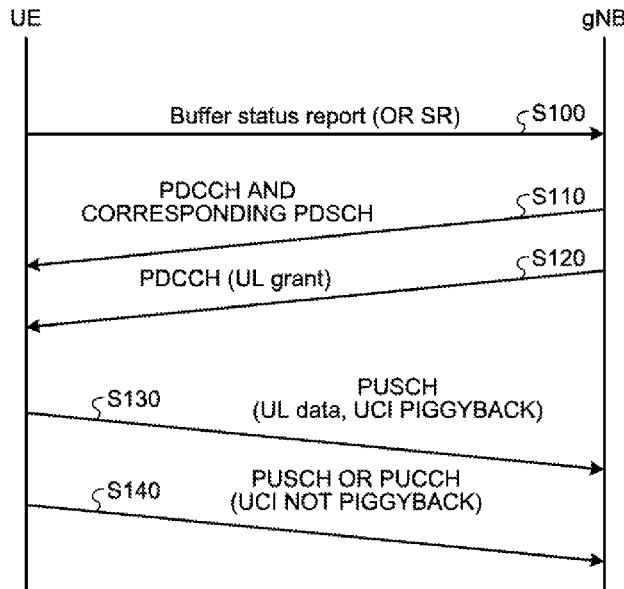 UE
gNB
Buffer status report (OR SR)
S100
PDCCH AND
CORRESPONDING PDSCH
S110
PDCCH (UL grant)
S120
S130
PUSCH
(UL data, UCI PIGGYBACK)
S140
PUSCH OR PUCCH
(UCI NOT PIGGYBACK)